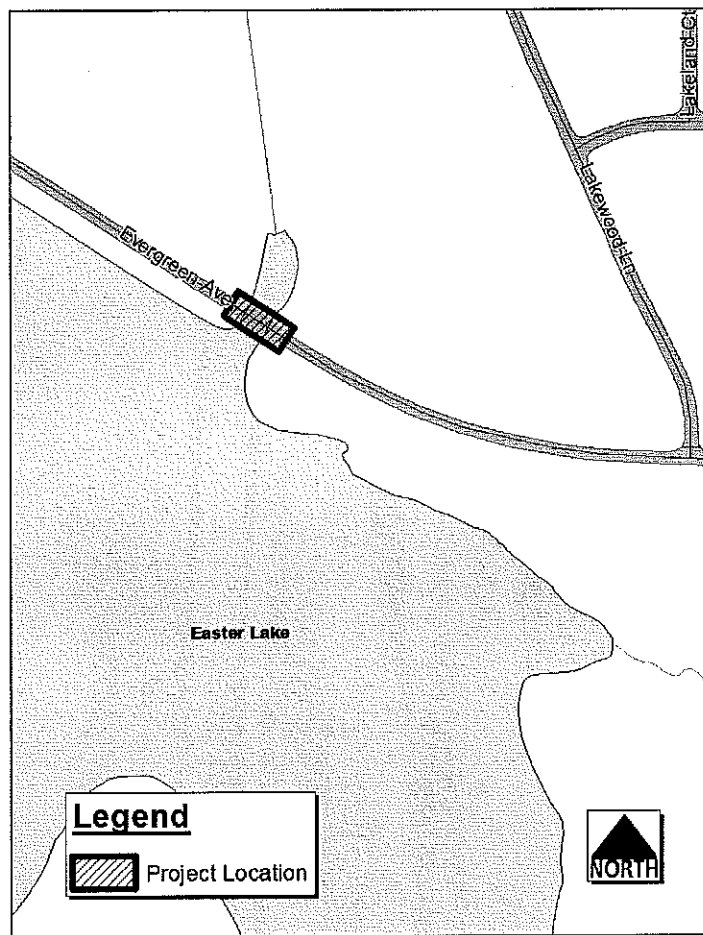 Lakeland Ct
Lakewood Ln
Evergreen Ave
Easter Lake
Legend
Project Location
NORTH